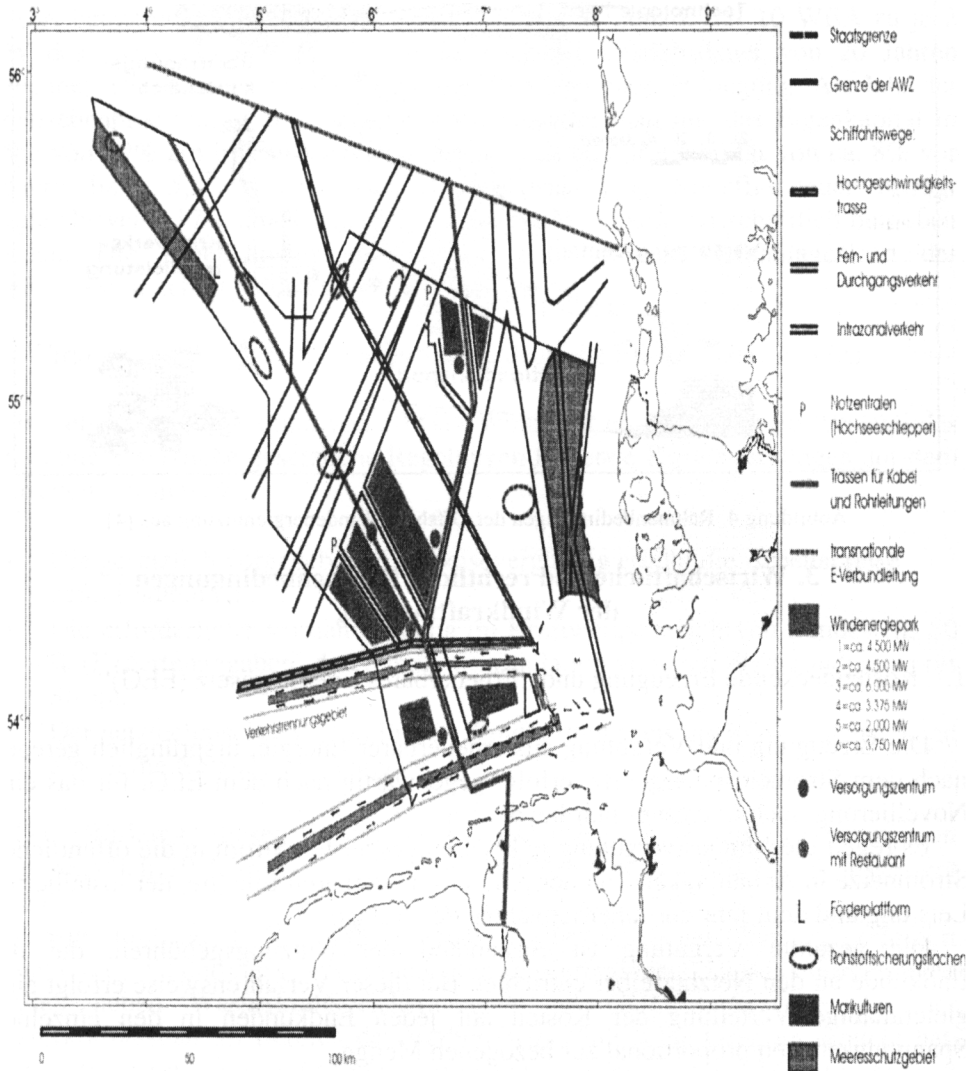 3° 4° 5° 6° 7° 8° 9°
56°
55°
54°
P
L
P
Verkehrstrennungsgebiet
0 50 100 km
Staatsgrenze
Grenze der AWZ
Schiffahrtswege:
Hochgeschwindigkeits-
trasse
Fern- und
Durchgangsverkehr
Intrazonalverkehr
P Notzentralen
(Hochseeschlepper)
Trassen für Kabel
und Rohrleitungen
transnationale
E-Verbundleitung
Windenergiepark
1=ca. 4.500 MW
2=ca. 4.500 MW
3=ca. 6.000 MW
4=ca. 3.375 MW
5=ca. 2.000 MW
6=ca. 3.750 MW
Versorgungszentrum
Versorgungszentrum
mit Restaurant
L Förderplattform
Rohstoffsicherungsflächen
Marikulturen
Meeresschutzgebiet